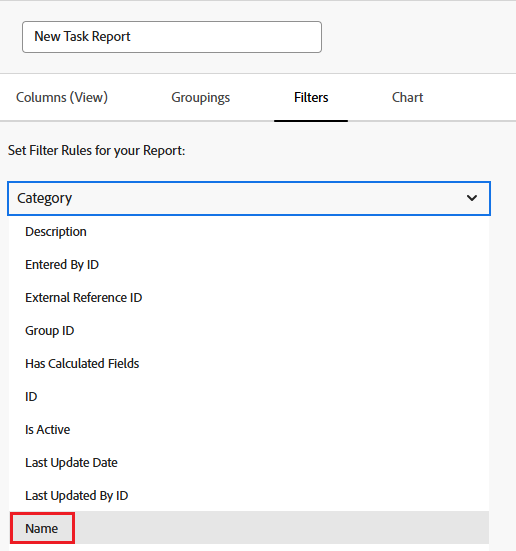 New Task Report
Columns (View) Groupings Filters Chart
Set Filter Rules for your Report:
Category
Description
Entered By ID
External Reference ID
Group ID
Has Calculated Fields
ID
Is Active
Last Update Date
Last Updated By ID
Name